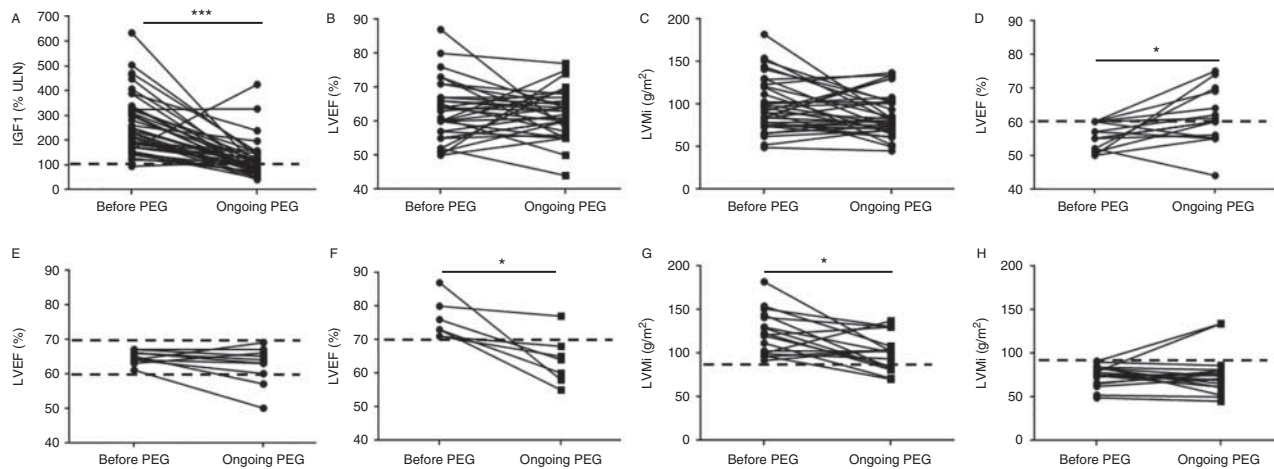 A
IGF1 (% ULN)
700
600
500
400
300
200
100
0
***
Before PEG
Ongoing PEG
B
LVEF (%)
90
80
70
60
50
40
Before PEG
Ongoing PEG
C
LVMi (g/m²)
200
150
100
50
0
Before PEG
Ongoing PEG
D
LVEF (%)
90
80
70
60
50
40
*
Before PEG
Ongoing PEG
E
LVEF (%)
90
80
70
60
50
40
Before PEG
Ongoing PEG
F
LVEF (%)
90
80
70
60
50
40
*
Before PEG
Ongoing PEG
G
LVMi (g/m²)
200
150
100
50
0
*
Before PEG
Ongoing PEG
H
LVMi (g/m²)
200
150
100
50
0
Before PEG
Ongoing PEG